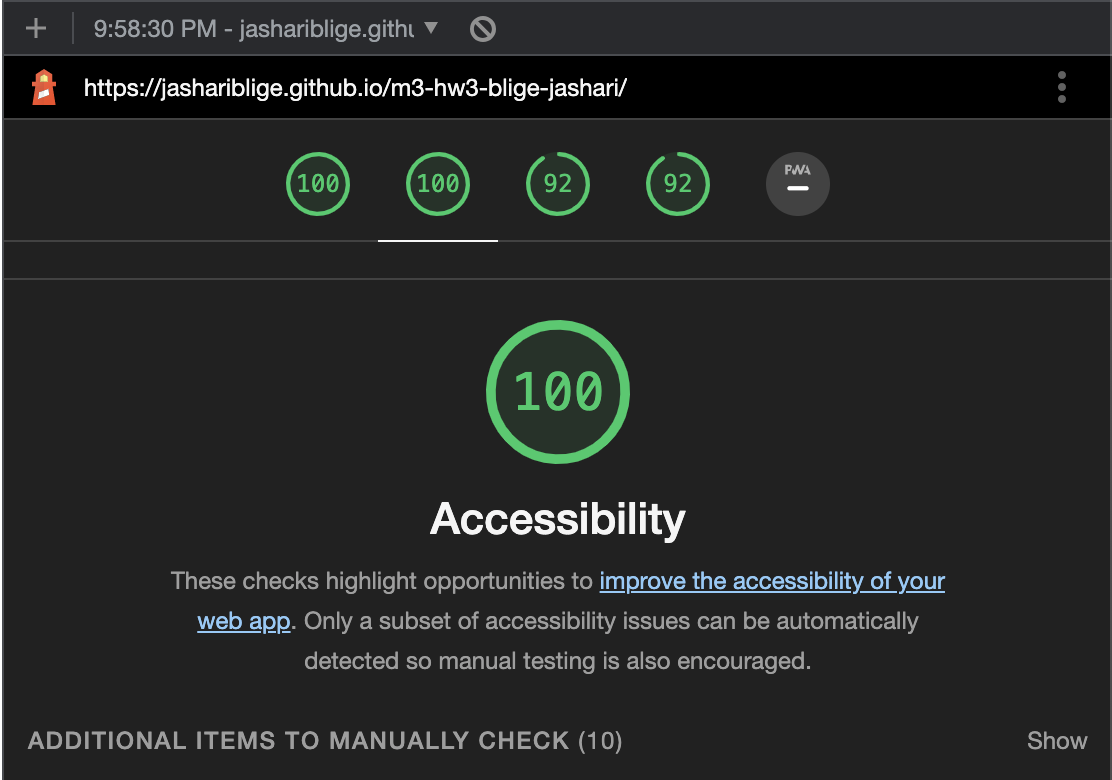 9:58:30 PM - jashariblige.githu
https://jashariblige.github.io/m3-hw3-blige-jashari/
100 100 92 92 PWA
100
Accessibility
These checks highlight opportunities to improve the accessibility of your
web app. Only a subset of accessibility issues can be automatically
detected so manual testing is also encouraged.
ADDITIONAL ITEMS TO MANUALLY CHECK (10) Show